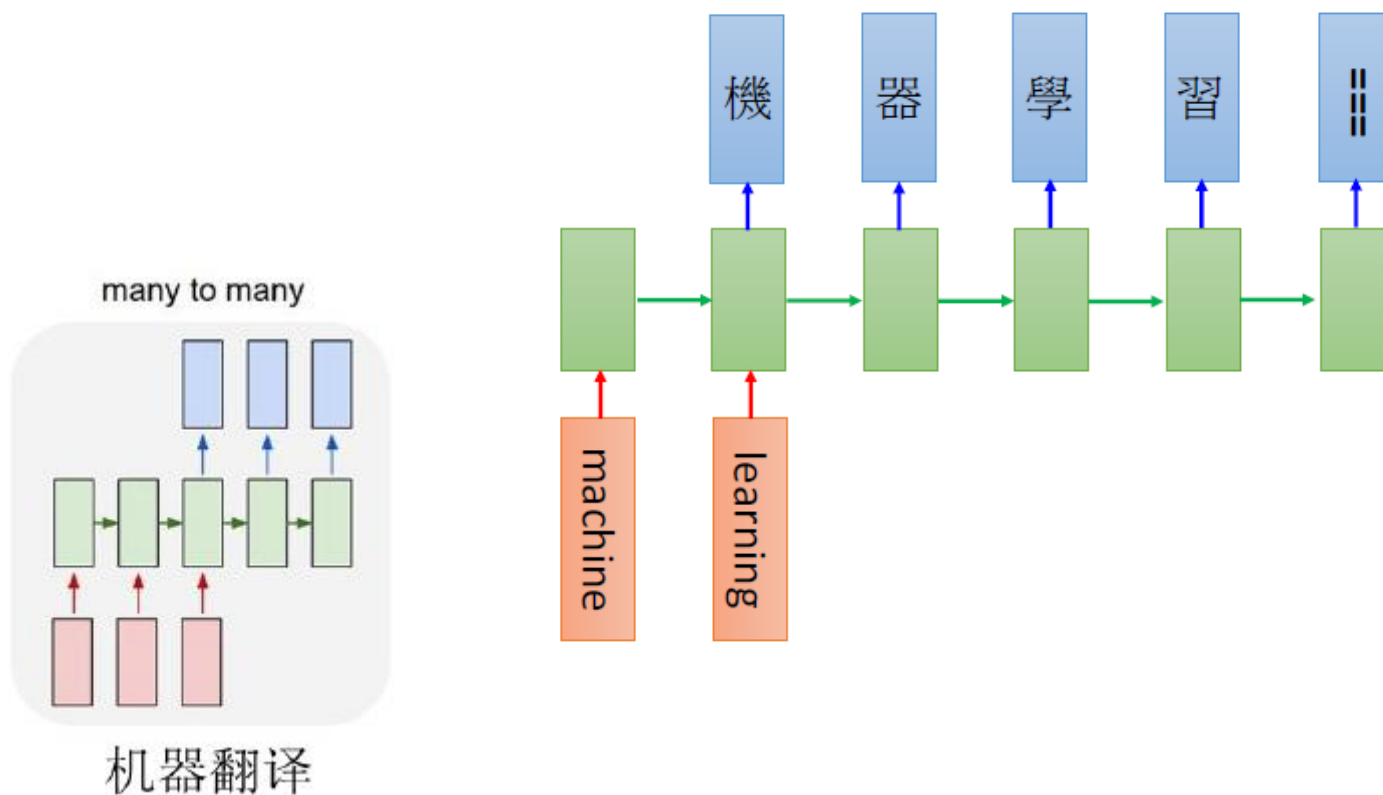 機 器 學 習 ===
many to many
machine learning
机器翻译